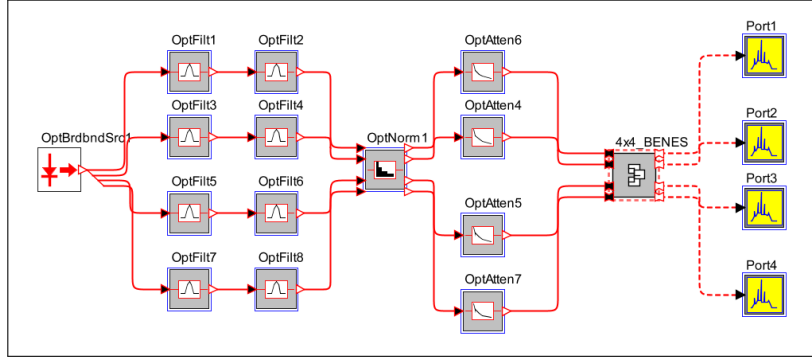 Port1
OptFilt1
OptFilt2
OptAtten6
OptFilt3
OptFilt4
OptAtten4
Port2
OptBrdbndSrc1
OptNorm1
4x4_BENES
OptFilt5
OptFilt6
Port3
OptAtten5
OptFilt7
OptFilt8
Port4
OptAtten7